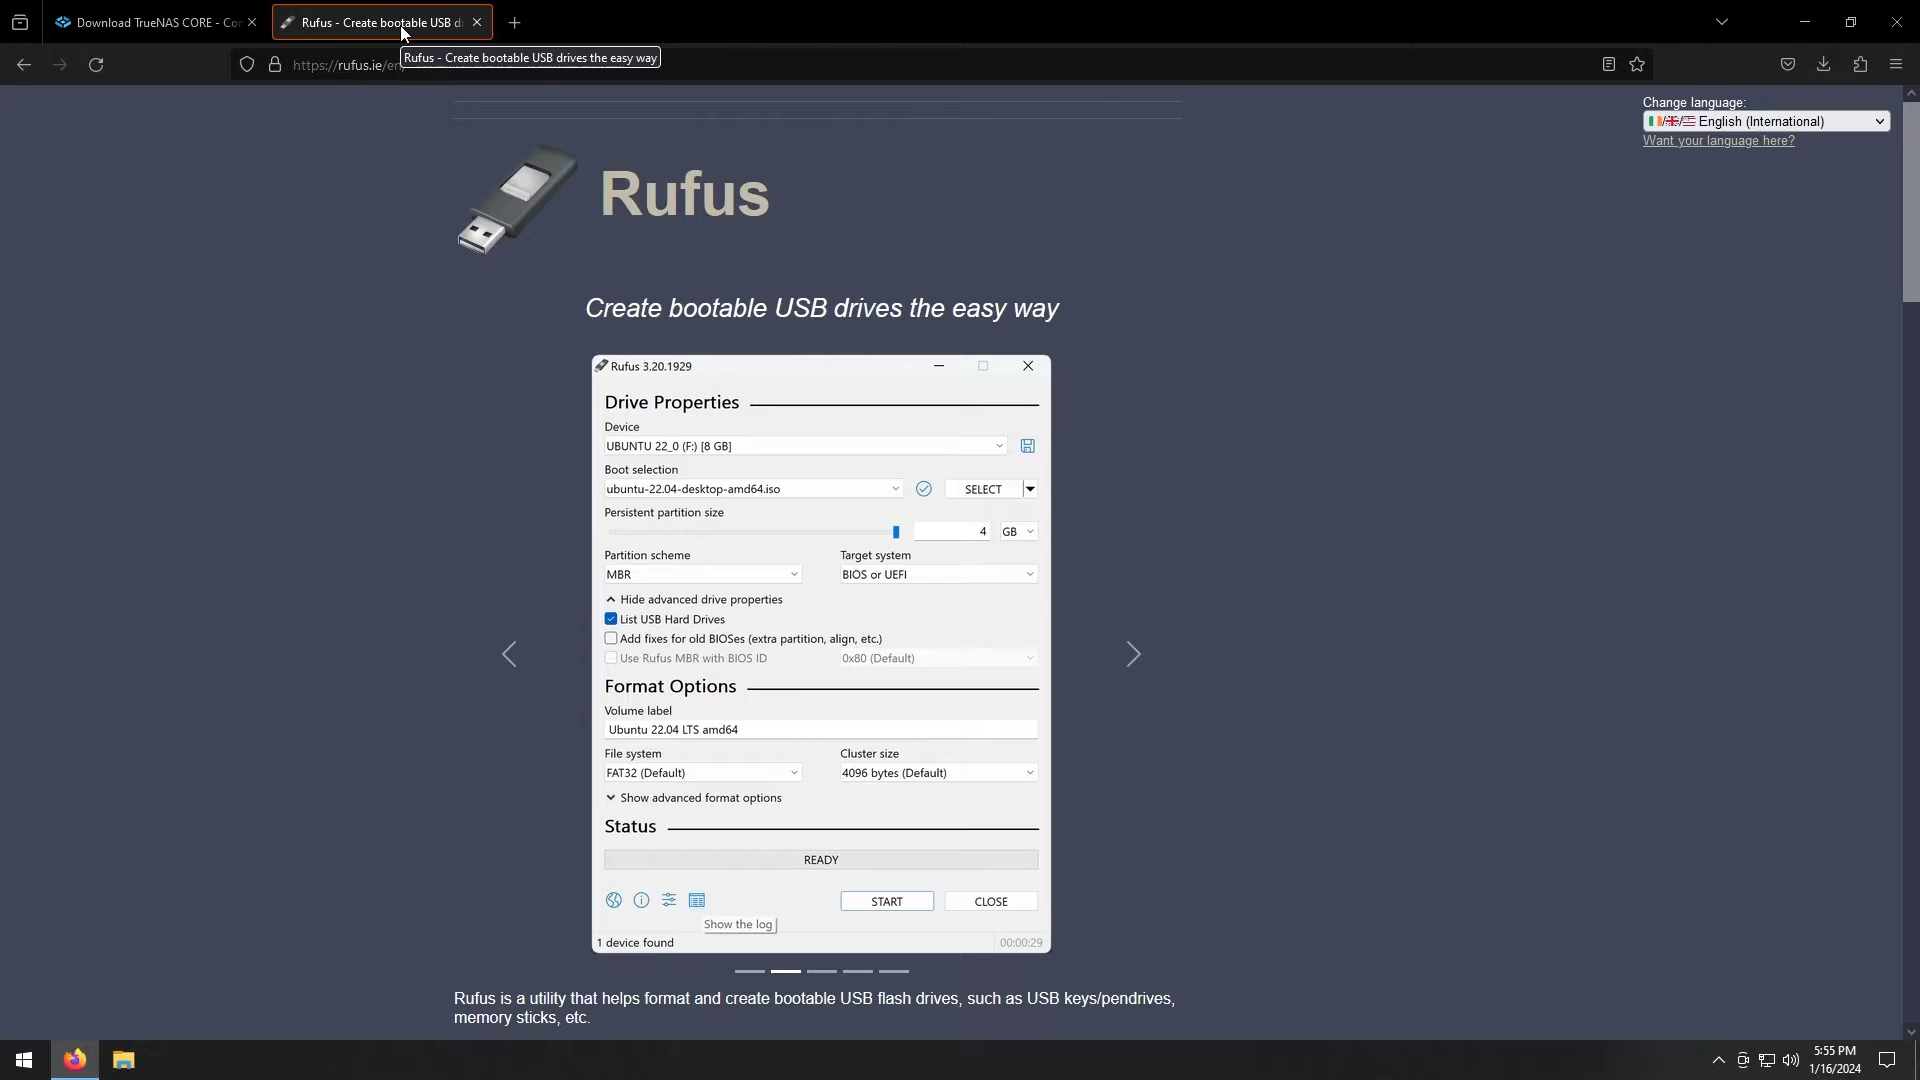 Download TrueNAS CORE - Co
Rufus - Create bootable USB d
Rufus - Create bootable USB drives the easy way
https://rufus.ie/en
Change language:
English (International)
Want your language here?
Rufus
Create bootable USB drives the easy way
Rufus 3.20.1929
Drive Properties
Device
UBUNTU 22_0 (F:) [8 GB]
Boot selection
ubuntu-22.04-desktop-amd64.iso
SELECT
Persistent partition size
4 GB
Partition scheme
Target system
MBR
BIOS or UEFI
Hide advanced drive properties
List USB Hard Drives
Add fixes for old BIOSes (extra partition, align, etc.)
Use Rufus MBR with BIOS ID
0x80 (Default)
Format Options
Volume label
Ubuntu 22.04 LTS amd64
File system
Cluster size
FAT32 (Default)
4096 bytes (Default)
Show advanced format options
Status
READY
START
CLOSE
Show the log
1 device found
00:00:29
Rufus is a utility that helps format and create bootable USB flash drives, such as USB keys/pendrives,
memory sticks, etc.
5:55 PM
1/16/2024